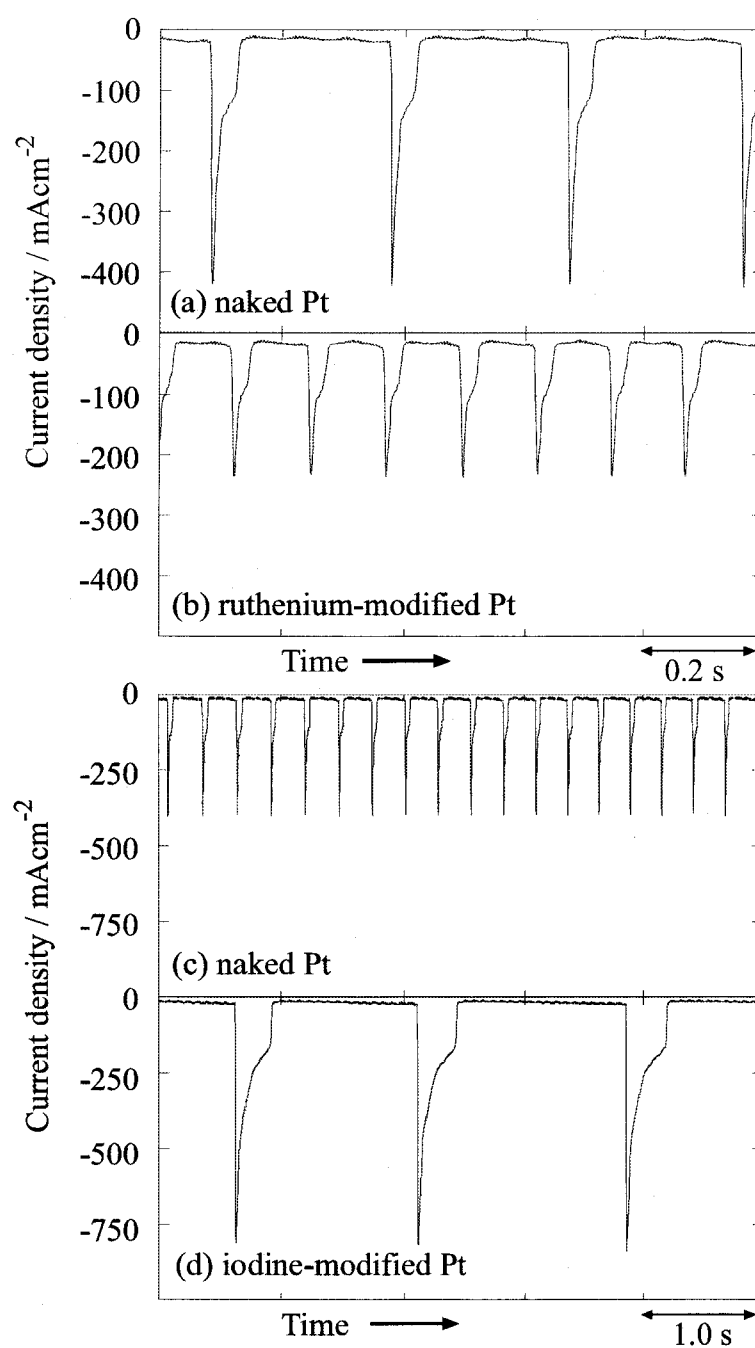 0
-100
-200
-300
-400
(a) naked Pt
0
-100
-200
-300
-400
(b) ruthenium-modified Pt
Current density / mAcm⁻²
Time
0.2 s
0
-250
-500
-750
(c) naked Pt
0
-250
-500
-750
(d) iodine-modified Pt
Current density / mAcm⁻²
Time
1.0 s